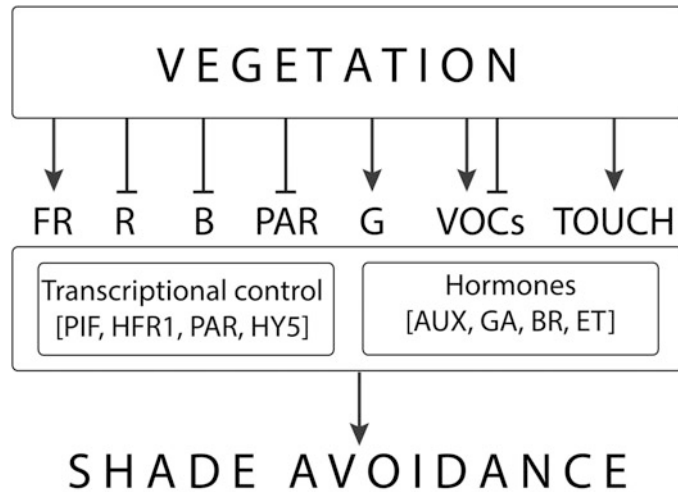 VEGETATION
FR R B PAR G VOCs TOUCH
Transcriptional control
[PIF, HFR1, PAR, HY5]
Hormones
[AUX, GA, BR, ET]
SHADE AVOIDANCE